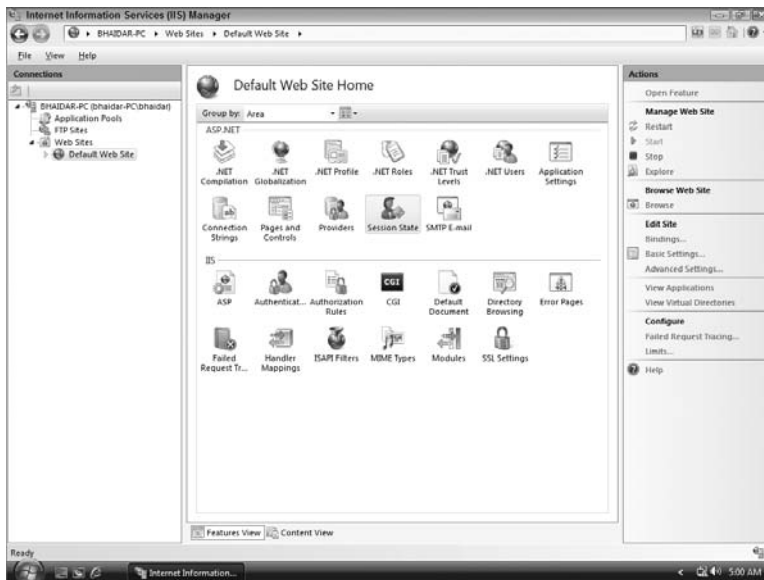 Internet Information Services (IIS) Manager
BHAIDAR-PC
Web Sites
Default Web Site
File View Help
Connections
BHAIDAR-PC (bhaidar-PC\bhaidar)
Application Pools
FTP Sites
Web Sites
Default Web Site
Default Web Site Home
Group by: Area
ASP.NET
.NET Compilation
.NET Globalization
.NET Profile
.NET Roles
.NET Trust Levels
.NET Users
Application Settings
Connection Strings
Pages and Controls
Providers
Session State
SMTP E-mail
IIS
ASP
Authenticat...
Authorization Rules
CGI
CGI
Default Document
Directory Browsing
Error Pages
Failed Request Tr...
Handler Mappings
ISAPI Filters
MIME Types
Modules
SSL Settings
Features View
Content View
Actions
Open Feature
Manage Web Site
Restart
Start
Stop
Explore
Browse Web Site
Browse
Edit Site
Bindings...
Basic Settings...
Advanced Settings...
View Applications
View Virtual Directories
Configure
Failed Request Tracing...
Limits...
Help
Ready
Internet Information...
5:00 AM